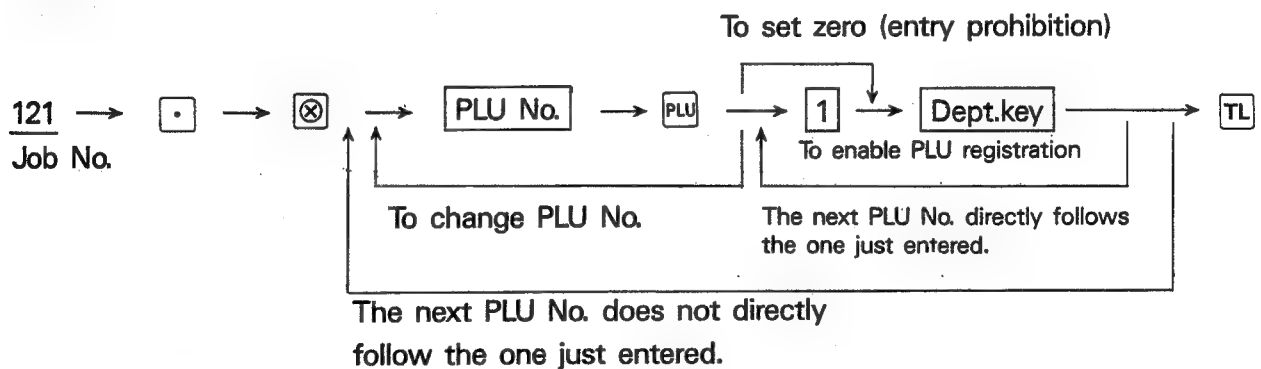 To set zero (entry prohibition)
121 → · → ⊗ → PLU No. → PLU → 1 → Dept.key → TL
Job No.
To enable PLU registration
To change PLU No.
The next PLU No. directly follows
the one just entered.
The next PLU No. does not directly
follow the one just entered.